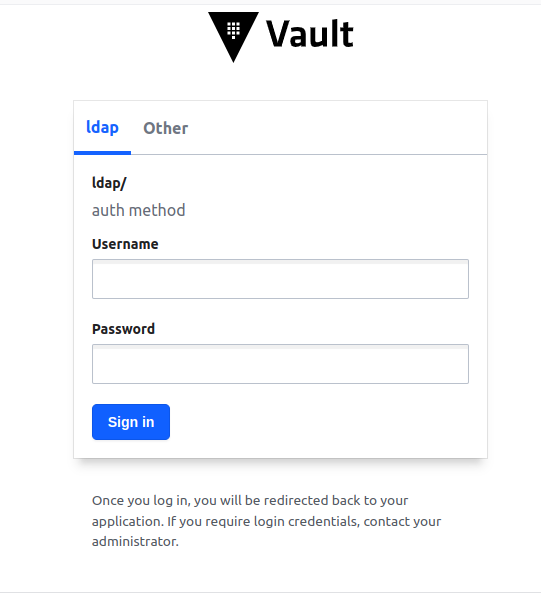 Vault
ldap Other
ldap/
auth method
Username
Password
Sign in
Once you log in, you will be redirected back to your
application. If you require login credentials, contact your
administrator.